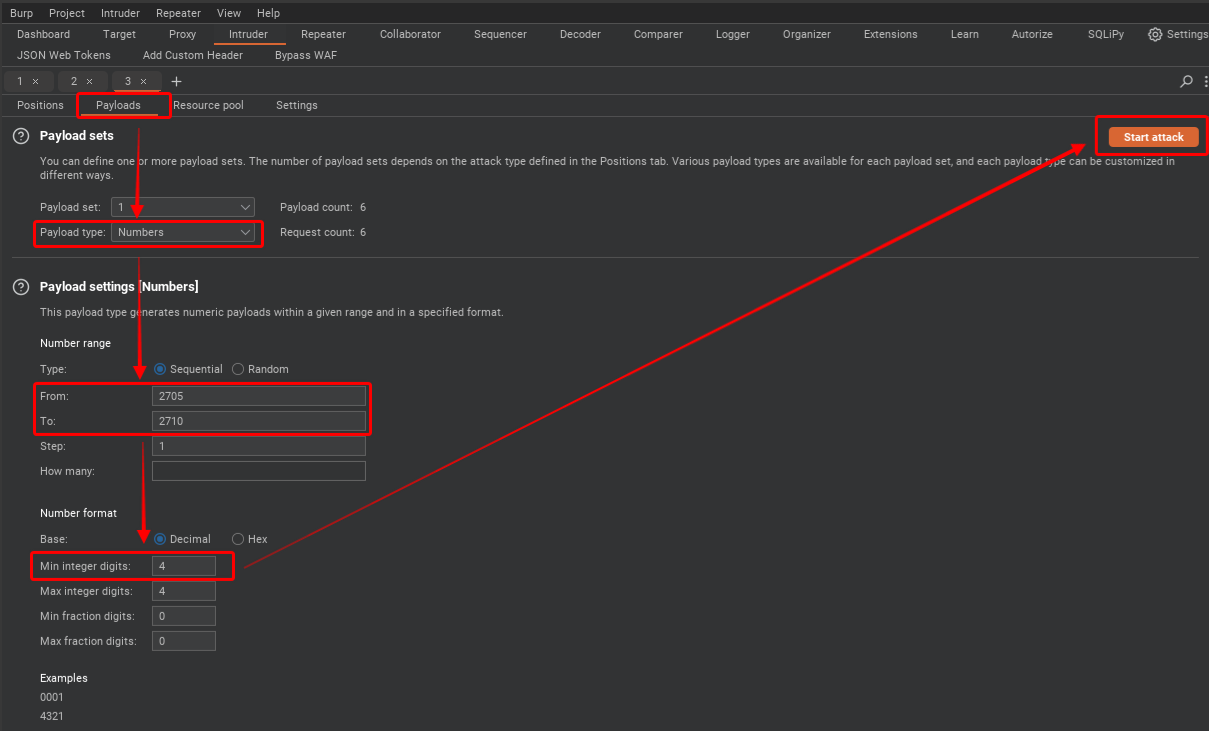 Burp Project Intruder Repeater View Help
Dashboard Target Proxy Intruder Repeater Collaborator Sequencer Decoder Comparer Logger Organizer Extensions Learn Autorize SQLiPy Settings
JSON Web Tokens Add Custom Header Bypass WAF
1 × 2 × 3 × +
Positions Payloads Resource pool Settings
? Payload sets Start attack
You can define one or more payload sets. The number of payload sets depends on the attack type defined in the Positions tab. Various payload types are available for each payload set, and each payload type can be customized in
different ways.
Payload set: 1 Payload count: 6
Payload type: Numbers Request count: 6
? Payload settings [Numbers]
This payload type generates numeric payloads within a given range and in a specified format.
Number range
Type: Sequential Random
From: 2705
To: 2710
Step: 1
How many:
Number format
Base: Decimal Hex
Min integer digits: 4
Max integer digits: 4
Min fraction digits: 0
Max fraction digits: 0
Examples
0001
4321